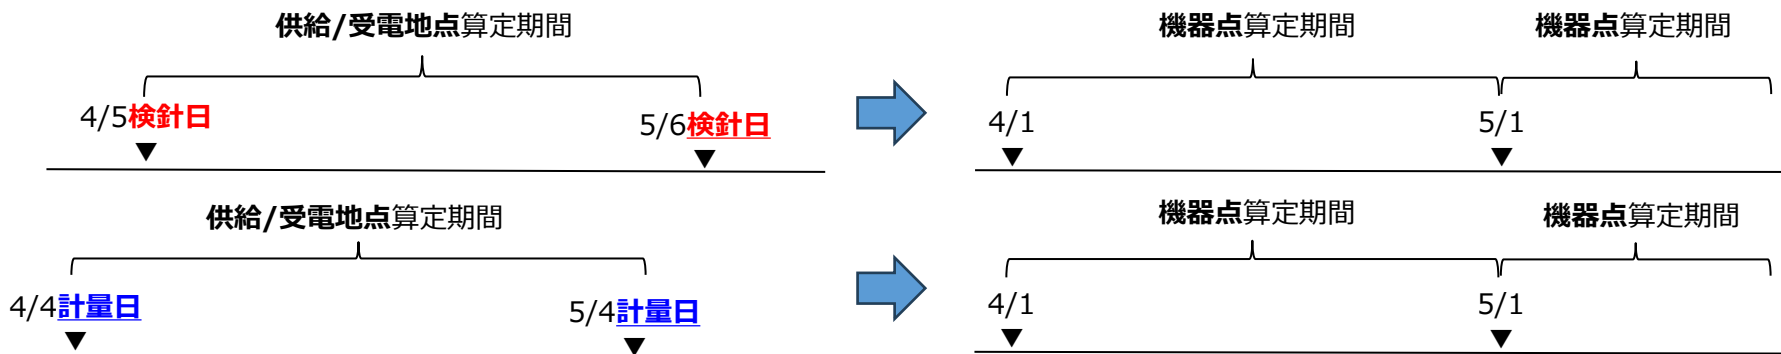 供給/受電地点算定期間
4/5検針日
5/6検針日
機器点算定期間
機器点算定期間
4/1
5/1
供給/受電地点算定期間
4/4計量日
5/4計量日
機器点算定期間
機器点算定期間
4/1
5/1